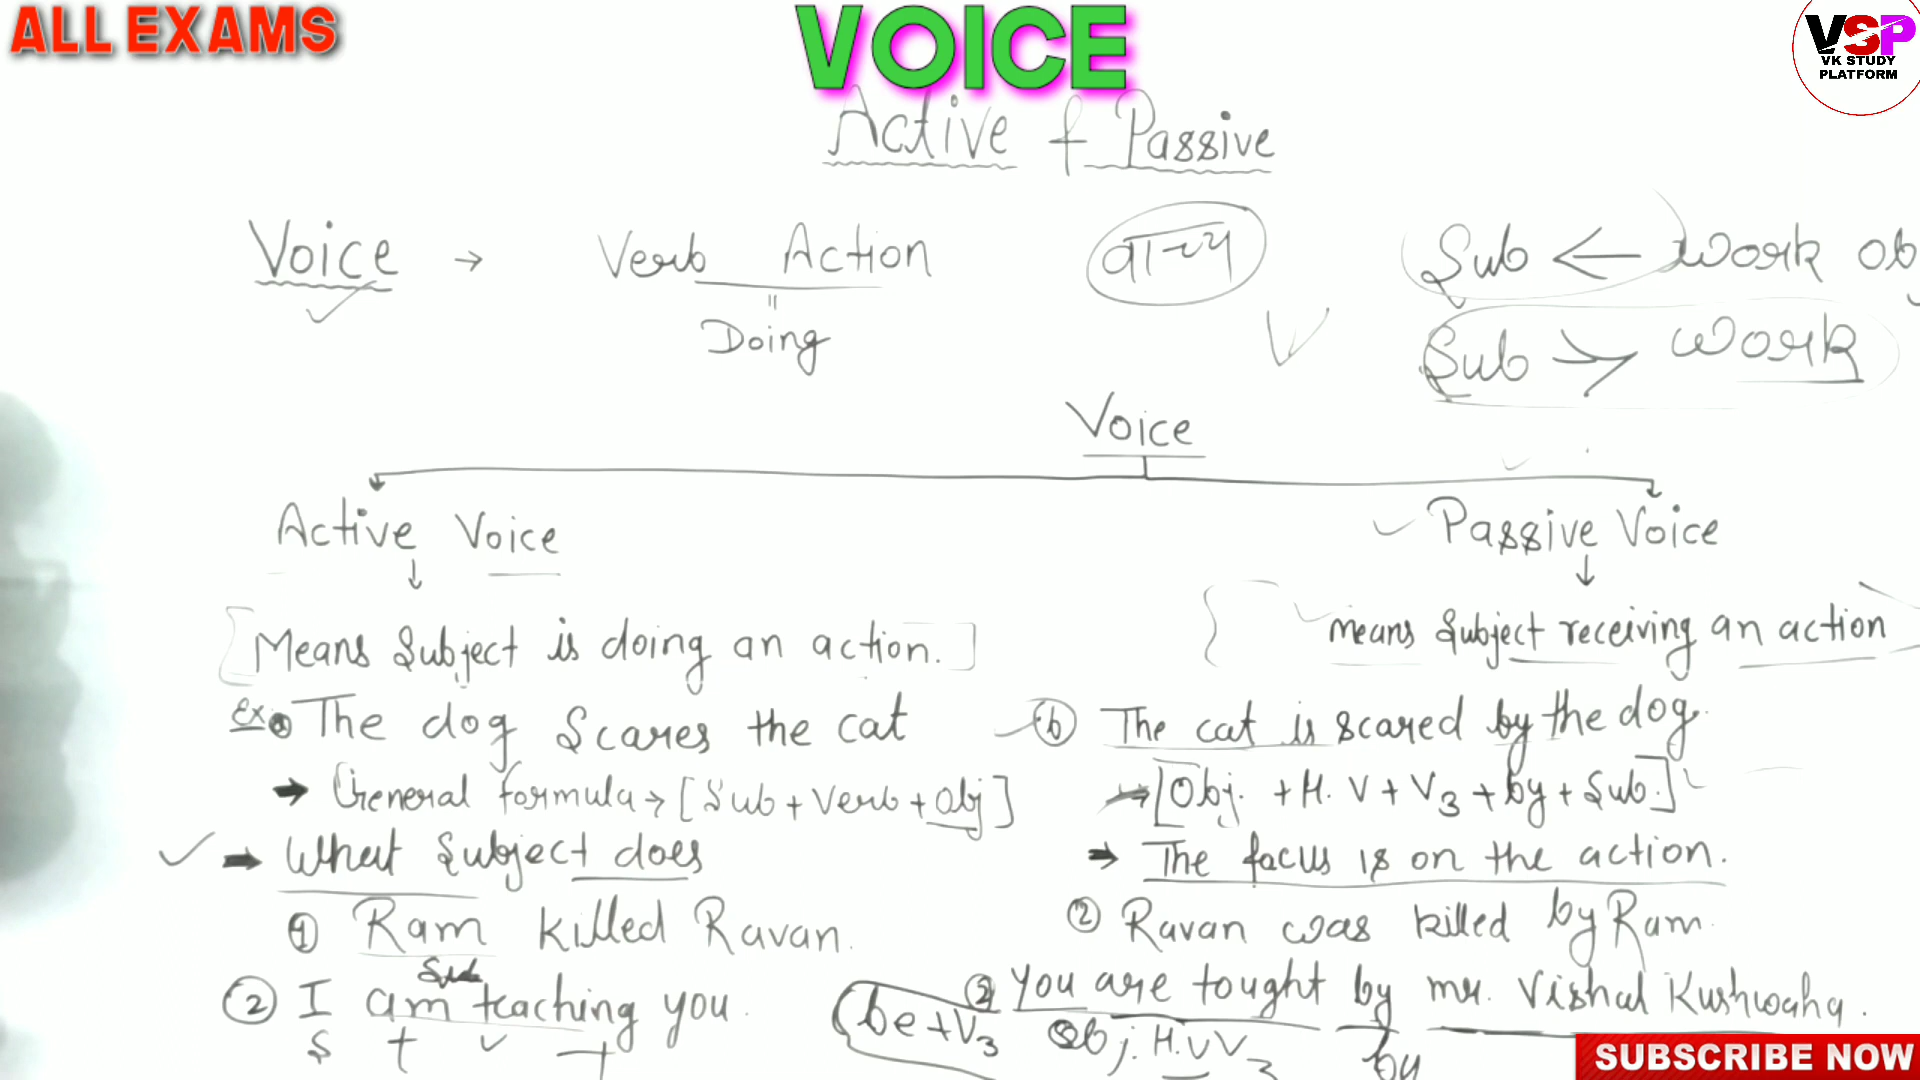 ALL EXAMS
VOICE
VSP
VK STUDY
PLATFORM
Active & Passive
Voice → Verb Action वाच्य Sub ← Work obj
Doing Sub > Work
Voice
Active Voice Passive Voice
[Means Subject is doing an action.] means Subject receiving an action
Ex. a The dog Scares the cat (b) The cat is scared by the dog.
→ General formula → [Sub + Verb + obj] → [Obj. + H.V + V3 + by + Sub.]
→ What Subject does → The focus is on the action.
① Ram killed Ravan. ② Ravan was killed by Ram.
Sub
② I am teaching you. ② You are tought by mr. Vishal Kushwaha.
be + V3 obj. H.V V3 by
S
SUBSCRIBE NOW